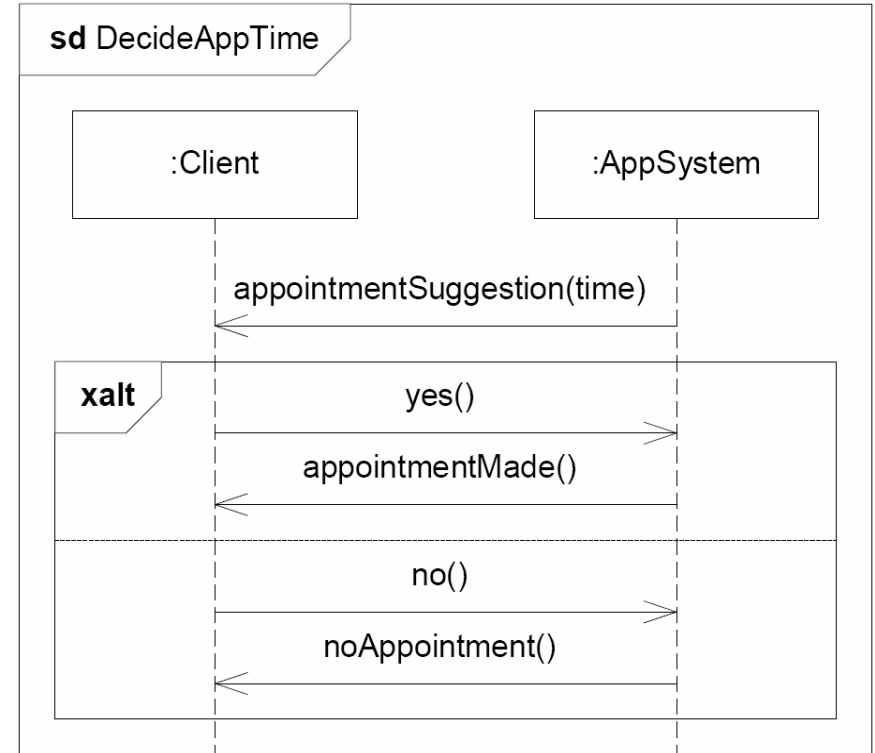 sd DecideAppTime
:Client
:AppSystem
appointmentSuggestion(time)
xalt
yes()
appointmentMade()
no()
noAppointment()